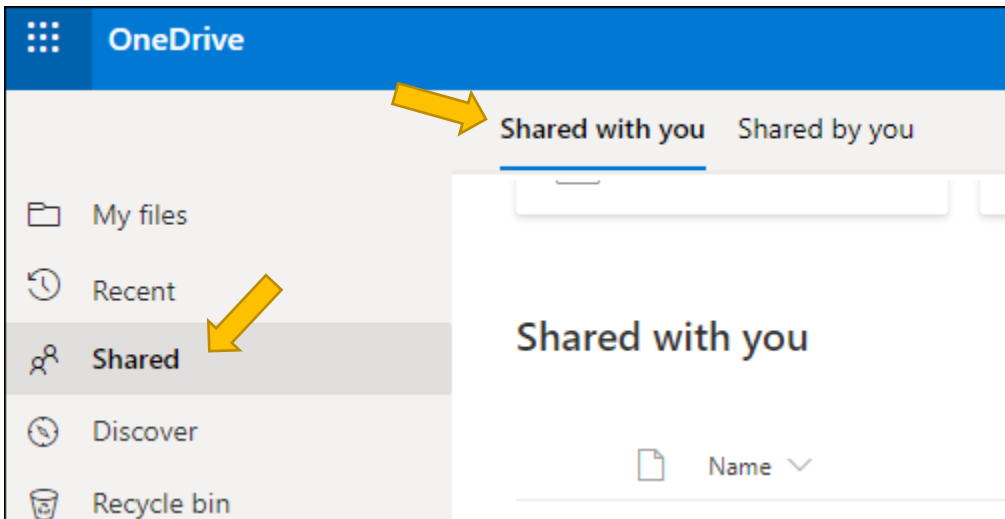 OneDrive
Shared with you Shared by you
My files
Recent
Shared
Discover
Recycle bin
Shared with you
Name